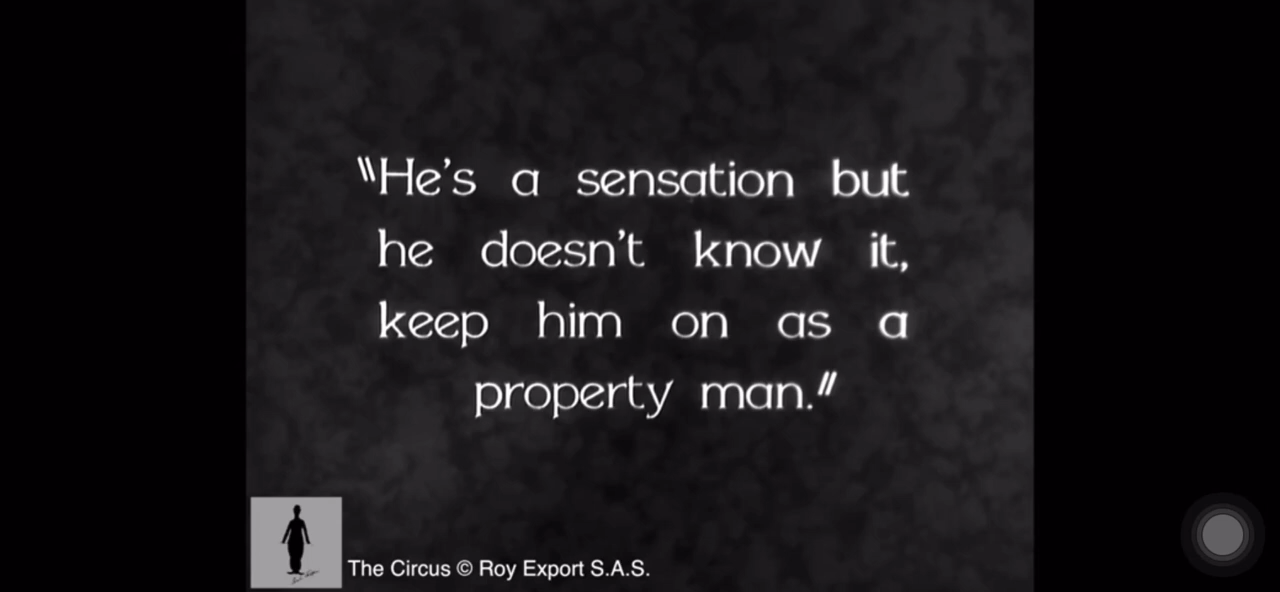 "He's a sensation but
he doesn't know it,
keep him on as a
property man."
The Circus © Roy Export S.A.S.